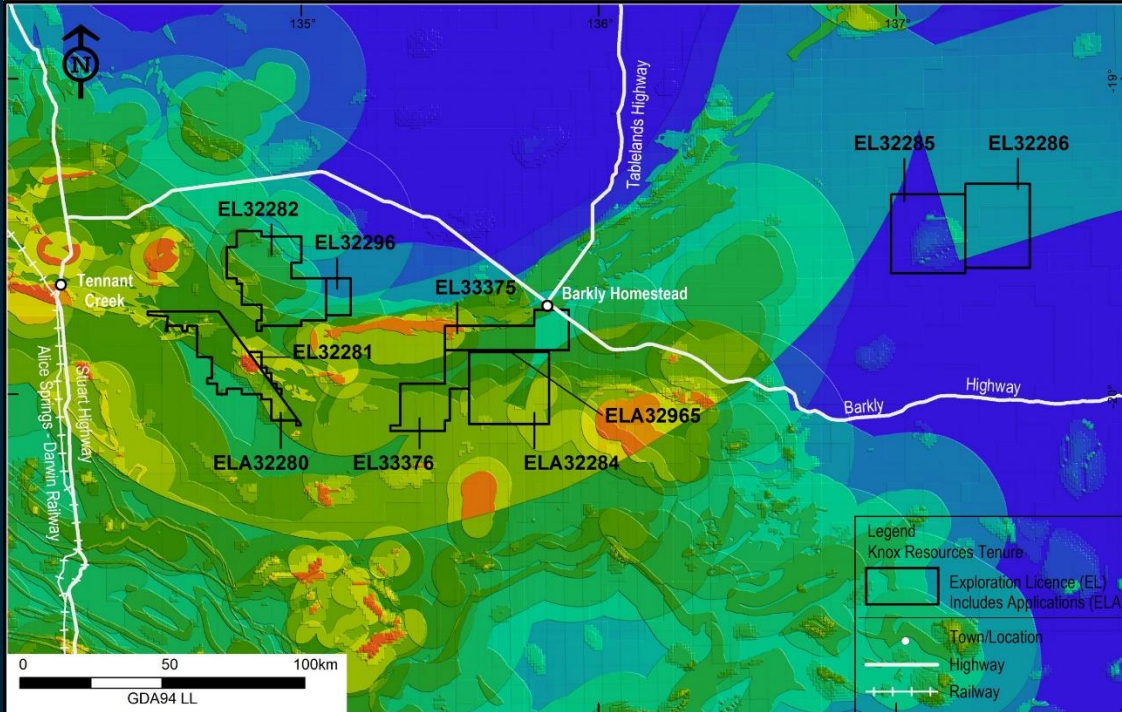 135°
136°
137°
-19°
N
Tablelands Highway
EL32285
EL32286
EL32282
EL32296
Tennant
Creek
EL33375
Barkly Homestead
EL32281
Alice Springs - Darwin Railway
Stuart Highway
-20°
Highway
Barkly
ELA32965
ELA32280
EL33376
ELA32284
Legend
Knox Resources Tenure
Exploration Licence (EL)
Includes Applications (ELA
Town/Location
Highway
Railway
0 50 100km
GDA94 LL